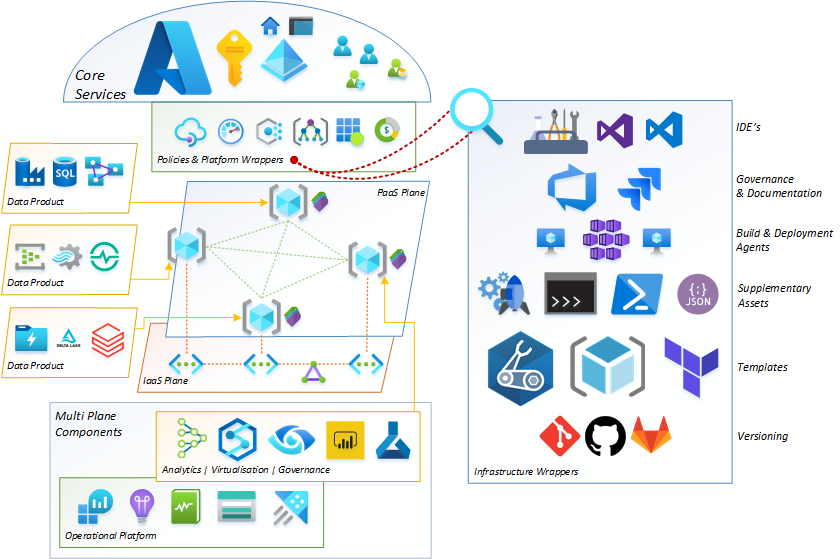 Core
Services
Policies & Platform Wrappers
$
SQL
Data Product
Data Product
DELTA LAKE
Data Product
PaaS Plane
IaaS Plane
Multi Plane
Components
Analytics | Virtualisation | Governance
Operational Platform
IDE's
Governance
& Documentation
Build & Deployment
Agents
>>>
{;}
JSON
Supplementary
Assets
Templates
Versioning
Infrastructure Wrappers